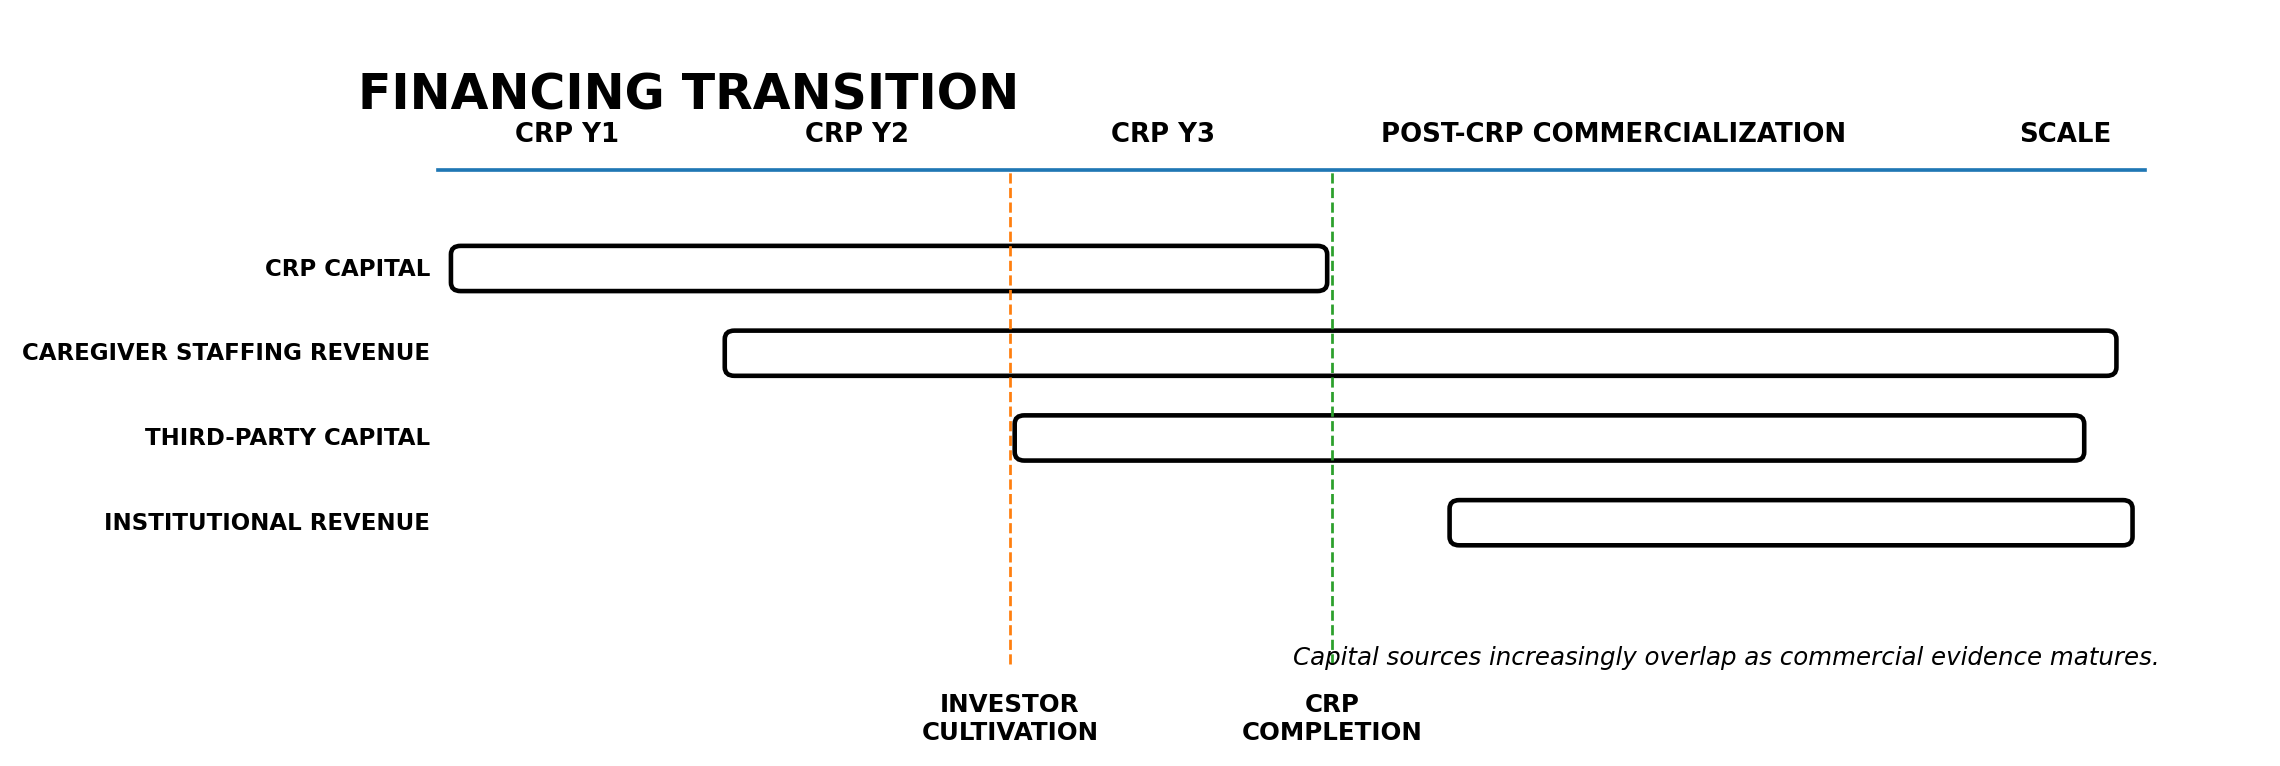 FINANCING TRANSITION
CRP Y1 CRP Y2 CRP Y3 POST-CRP COMMERCIALIZATION SCALE
CRP CAPITAL
CAREGIVER STAFFING REVENUE
THIRD-PARTY CAPITAL
INSTITUTIONAL REVENUE
Capital sources increasingly overlap as commercial evidence matures.
INVESTOR CULTIVATION
CRP COMPLETION